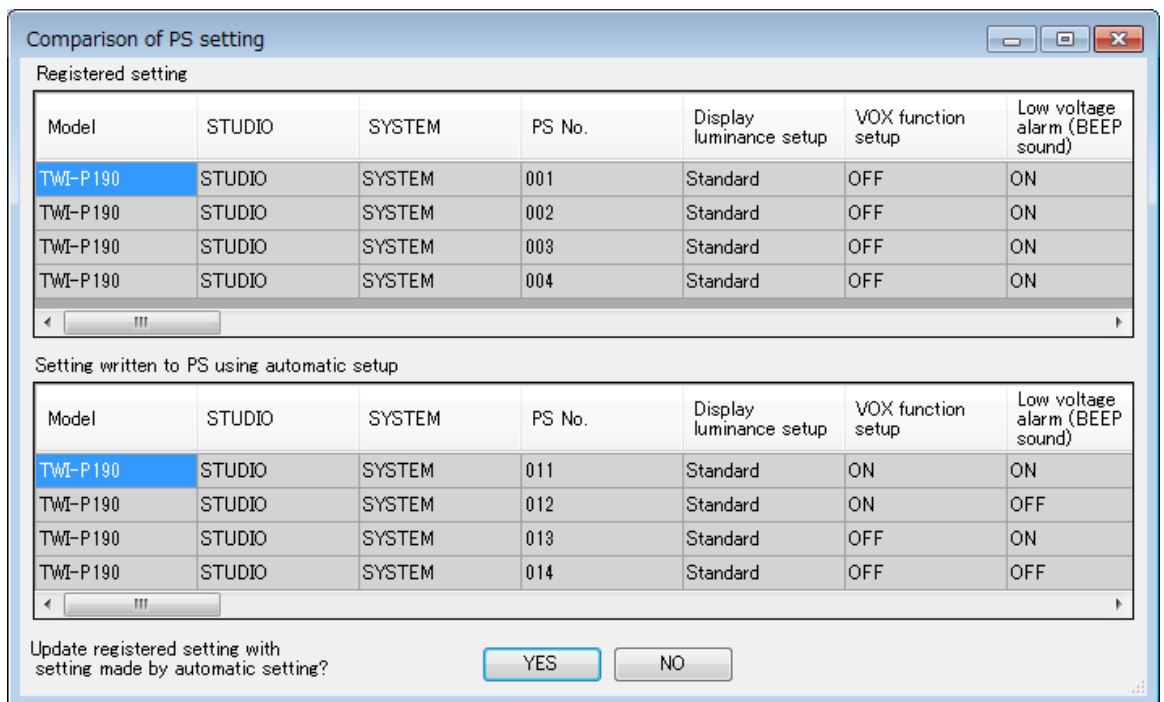 Comparison of PS setting
Registered setting
Model STUDIO SYSTEM PS No. Display luminance setup VOX function setup Low voltage alarm (BEEP sound)
TWI-P190 STUDIO SYSTEM 001 Standard OFF ON
TWI-P190 STUDIO SYSTEM 002 Standard OFF ON
TWI-P190 STUDIO SYSTEM 003 Standard OFF ON
TWI-P190 STUDIO SYSTEM 004 Standard OFF ON
Setting written to PS using automatic setup
Model STUDIO SYSTEM PS No. Display luminance setup VOX function setup Low voltage alarm (BEEP sound)
TWI-P190 STUDIO SYSTEM 011 Standard ON ON
TWI-P190 STUDIO SYSTEM 012 Standard ON OFF
TWI-P190 STUDIO SYSTEM 013 Standard OFF ON
TWI-P190 STUDIO SYSTEM 014 Standard OFF OFF
Update registered setting with
setting made by automatic setting?
YES NO